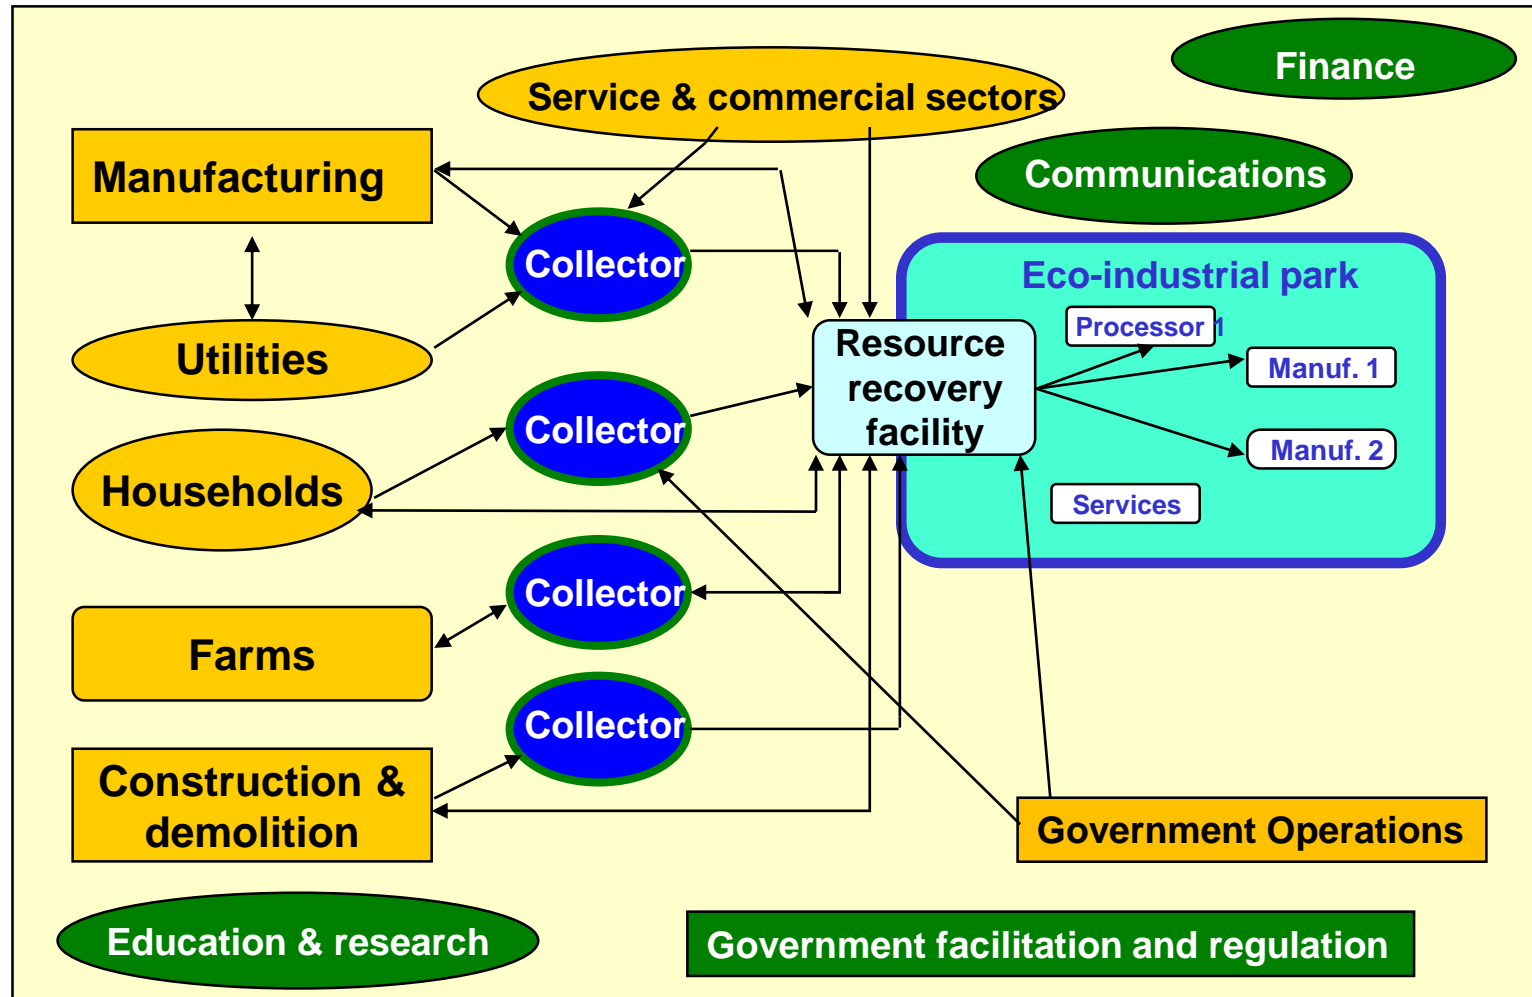 Finance
Service & commercial sectors
Communications
Manufacturing
Collector
Eco-industrial park
Processor 1
Resource
recovery
facility
Utilities
Manuf. 1
Collector
Manuf. 2
Households
Services
Collector
Farms
Collector
Construction &
demolition
Government Operations
Education & research
Government facilitation and regulation